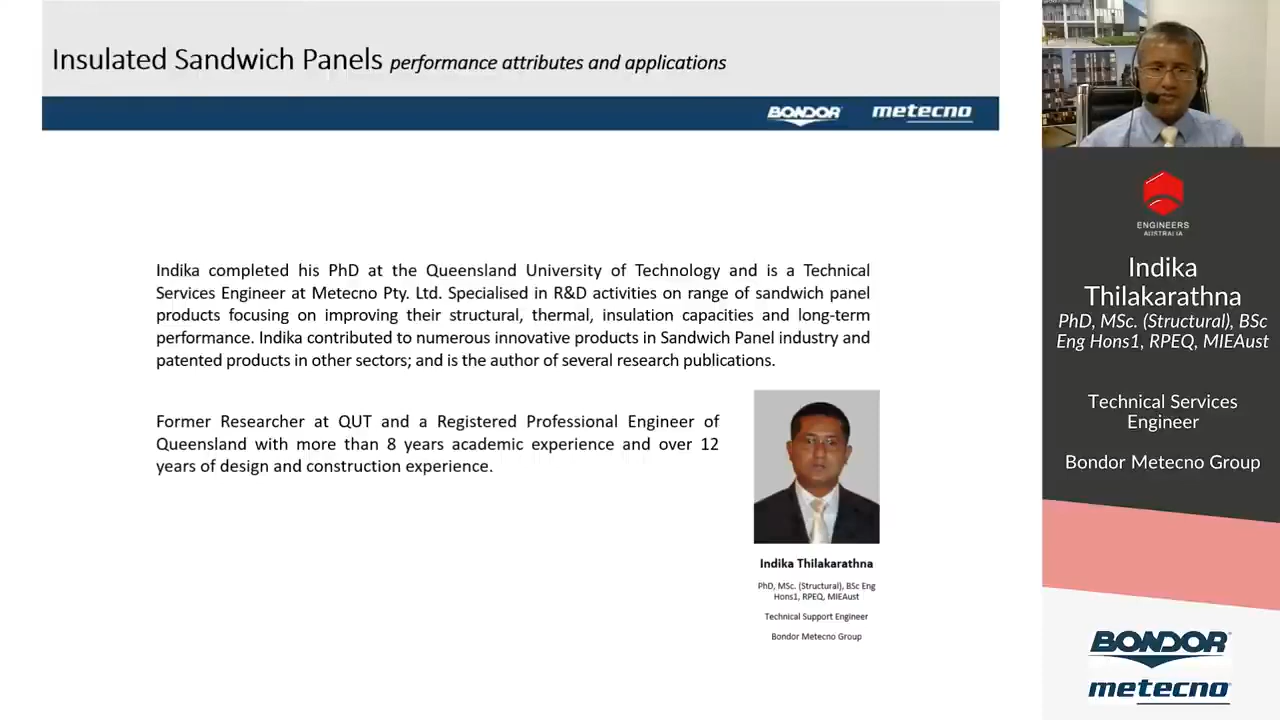 Insulated Sandwich Panels performance attributes and applications
BONDOR metecno
Indika completed his PhD at the Queensland University of Technology and is a Technical
Services Engineer at Metecno Pty. Ltd. Specialised in R&D activities on range of sandwich panel
products focusing on improving their structural, thermal, insulation capacities and long-term
performance. Indika contributed to numerous innovative products in Sandwich Panel industry and
patented products in other sectors; and is the author of several research publications.
Former Researcher at QUT and a Registered Professional Engineer of
Queensland with more than 8 years academic experience and over 12
years of design and construction experience.
Indika Thilakarathna
PhD, MSc. (Structural), BSc Eng
Hons1, RPEQ, MIEAust
Technical Support Engineer
Bondor Metecno Group
ENGINEERS
AUSTRALIA
Indika
Thilakarathna
PhD, MSc. (Structural), BSc
Eng Hons1, RPEQ, MIEAust
Technical Services
Engineer
Bondor Metecno Group
BONDOR
metecno